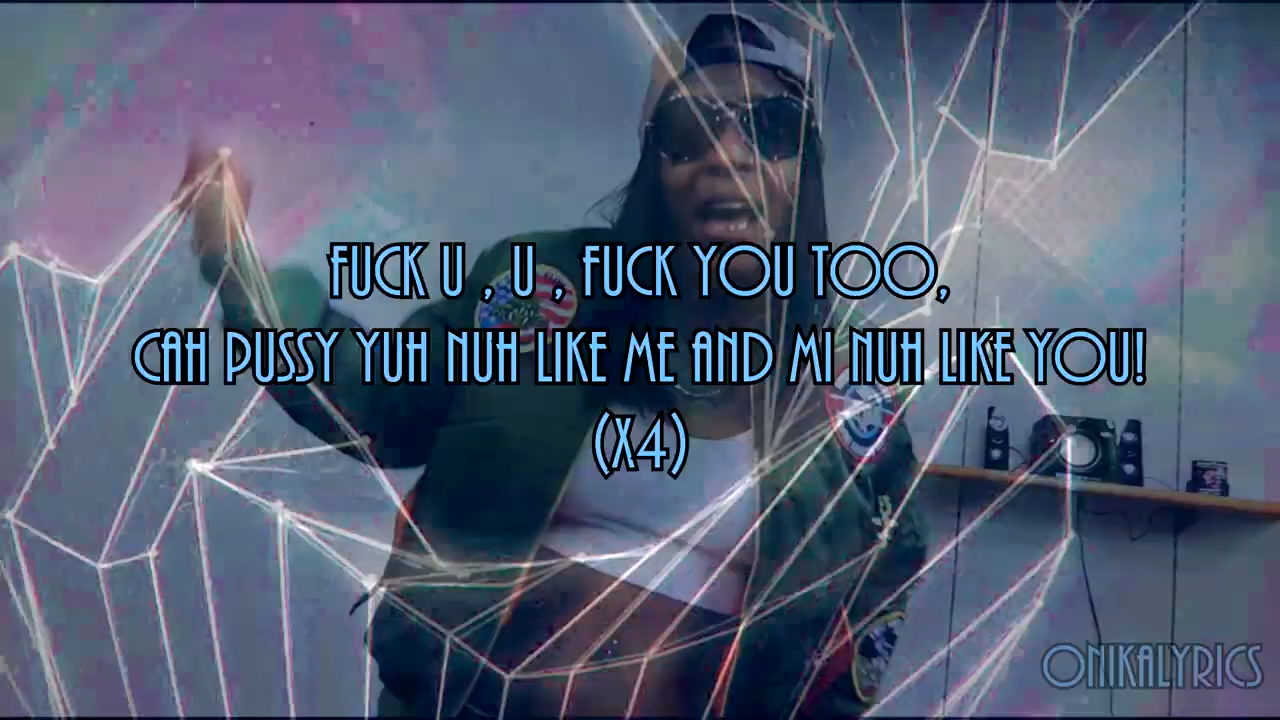 FUCK U , U , FUCK YOU TOO,
CAH PUSSY YUH NUH LIKE ME AND MI NUH LIKE YOU!
(X4)
ONIKALYRICS